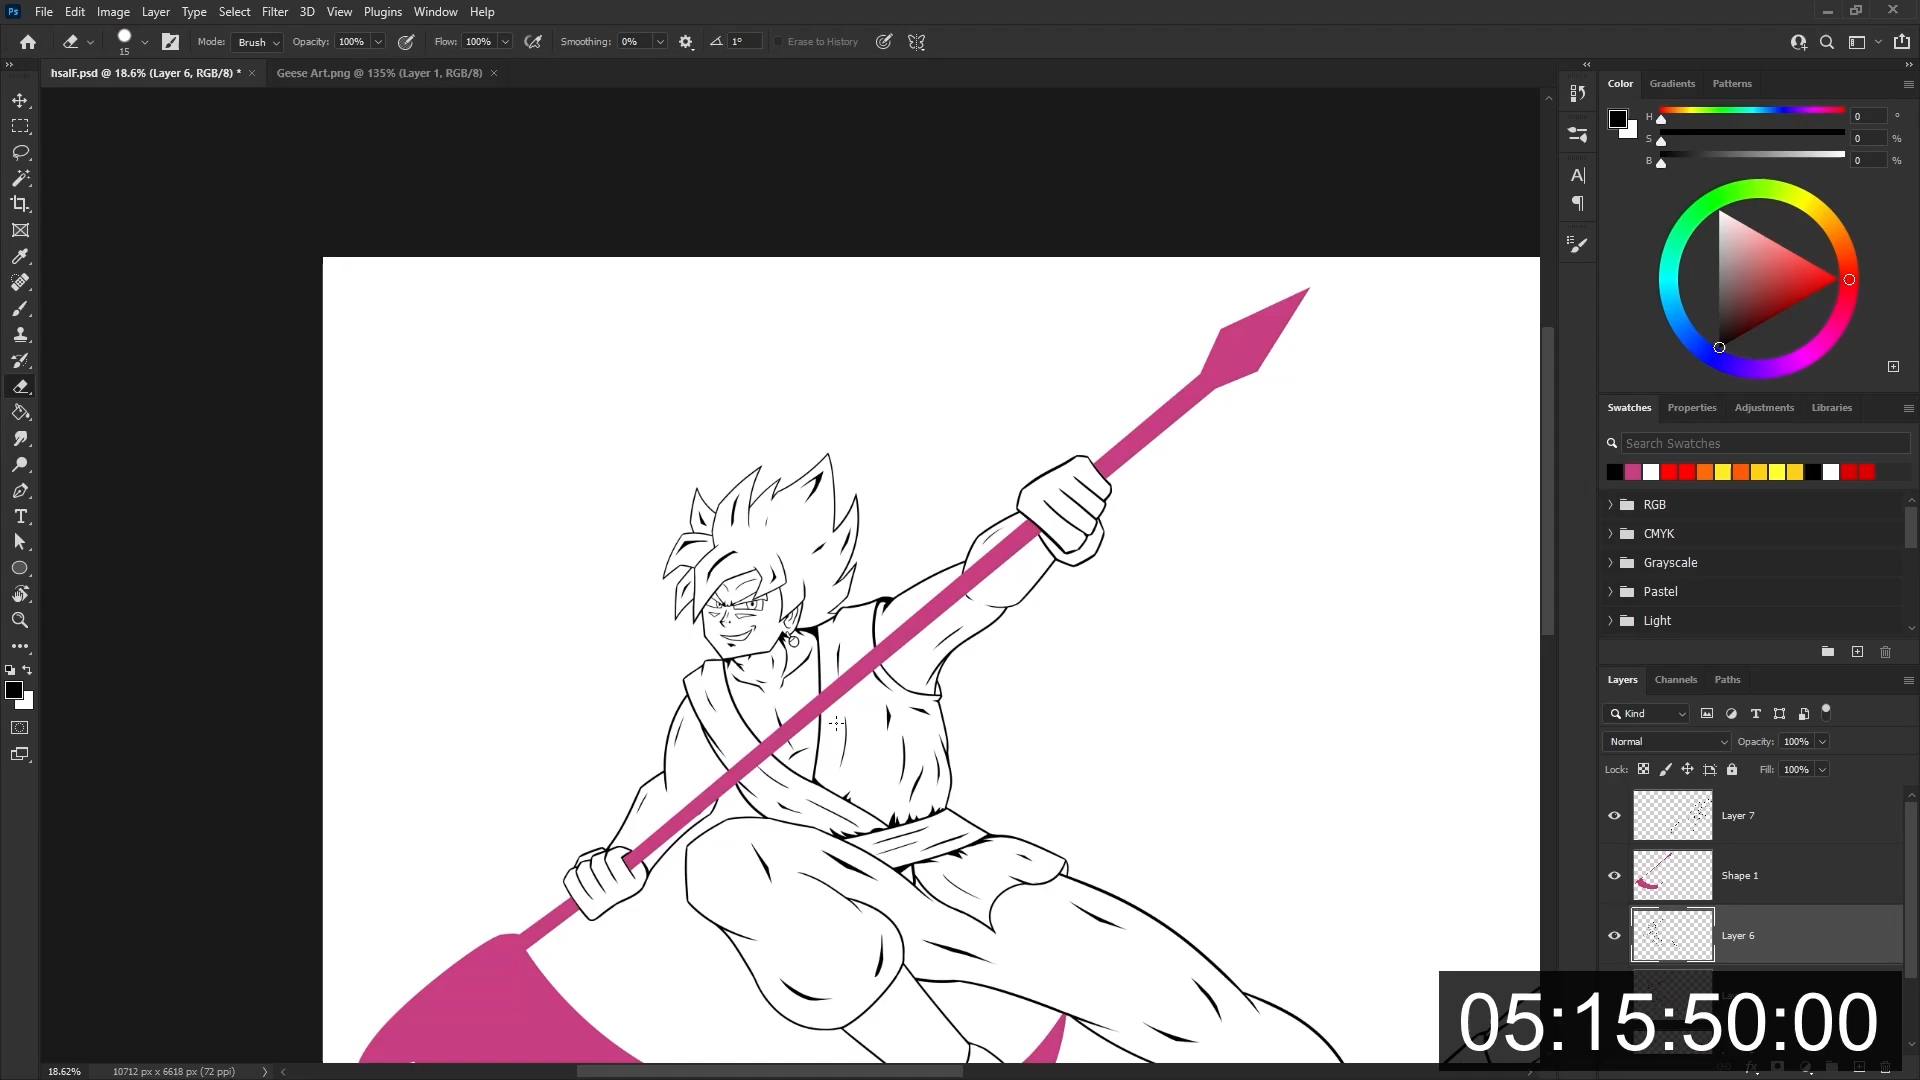 Ps File Edit Image Layer Type Select Filter 3D View Plugins Window Help
15 Mode: Brush Opacity: 100% Flow: 100% Smoothing: 0% 1° Erase to History
hsalF.psd @ 18.6% (Layer 6, RGB/8) * × Geese Art.png @ 135% (Layer 1, RGB/8) ×
Color Gradients Patterns
H 0 °
S 0 %
B 0 %
Swatches Properties Adjustments Libraries
Search Swatches
RGB
CMYK
Grayscale
Pastel
Light
Layers Channels Paths
Kind
Normal Opacity: 100%
Lock: Fill: 100%
Layer 7
Shape 1
Layer 6
05:15:50:00
18.62% 10712 px x 6618 px (72 ppi)